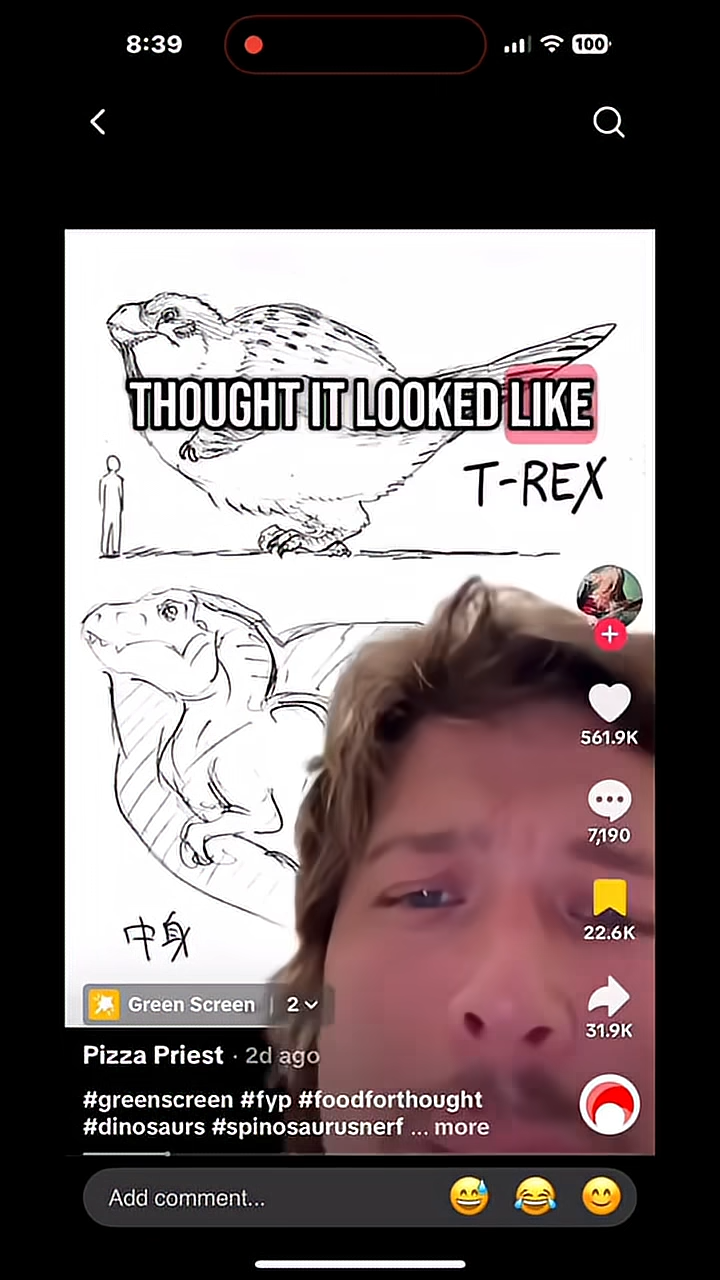 8:39
100
THOUGHT IT LOOKED LIKE
T-REX
561.9K
7,190
22.6K
中身
31.9K
Green Screen | 2
Pizza Priest · 2d ago
#greenscreen #fyp #foodforthought
#dinosaurs #spinosaurusnerf ... more
Add comment...